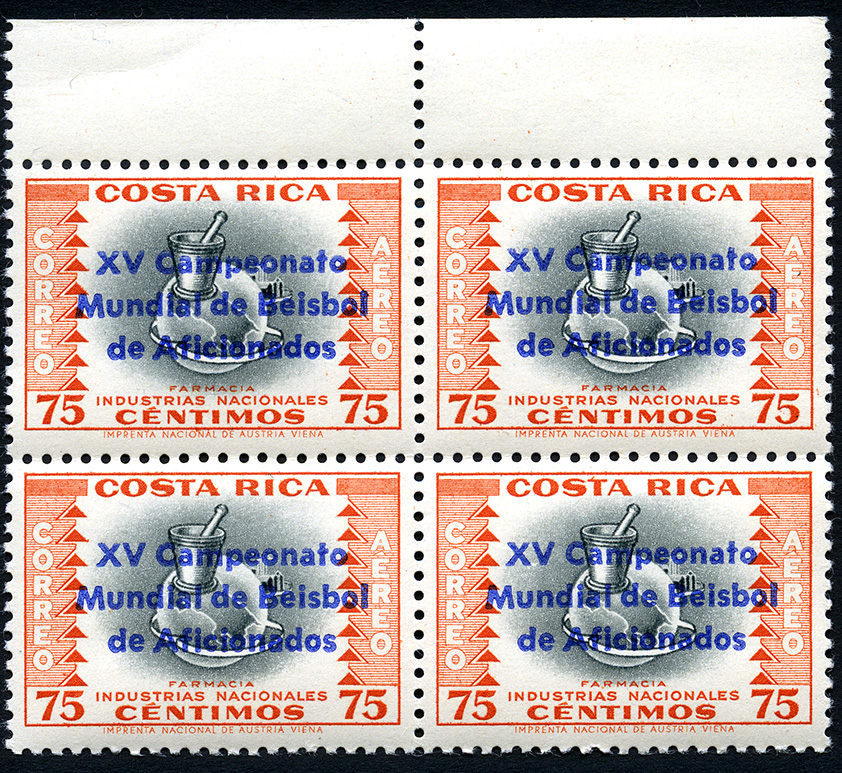 COSTA RICA
CORREO
AEREO
XV Campeonato
Mundial de Beisbol
de Aficionados
FARMACIA
INDUSTRIAS NACIONALES
75 CÉNTIMOS 75
IMPRENTA NACIONAL DE AUSTRIA VIENA
COSTA RICA
CORREO
AEREO
XV Campeonato
Mundial de Beisbol
de Aficionados
FARMACIA
INDUSTRIAS NACIONALES
75 CÉNTIMOS 75
IMPRENTA NACIONAL DE AUSTRIA VIENA
COSTA RICA
CORREO
AEREO
XV Campeonato
Mundial de Beisbol
de Aficionados
FARMACIA
INDUSTRIAS NACIONALES
75 CÉNTIMOS 75
IMPRENTA NACIONAL DE AUSTRIA VIENA
COSTA RICA
CORREO
AEREO
XV Campeonato
Mundial de Beisbol
de Aficionados
FARMACIA
INDUSTRIAS NACIONALES
75 CÉNTIMOS 75
IMPRENTA NACIONAL DE AUSTRIA VIENA